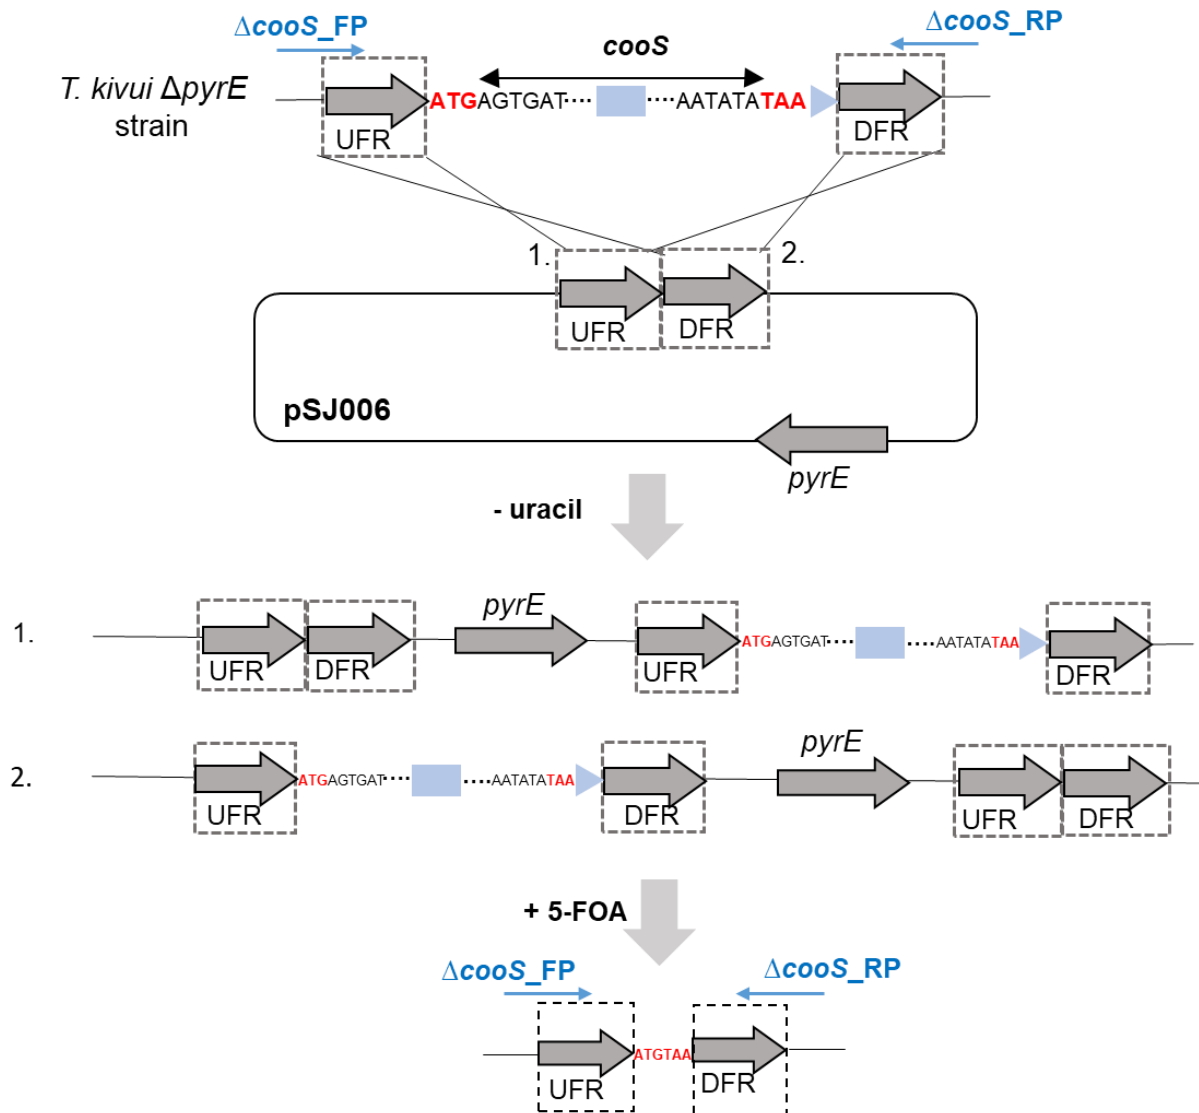 ΔcooS_FP
ΔcooS_RP
cooS
T. kivui ΔpyrE
strain
ATGAGTGAT···· ····AATATATAA
UFR
DFR
1.
2.
UFR
DFR
pSJ006
pyrE
- uracil
1.
pyrE
ATGAGTGAT···· ····AATATATAA
UFR
DFR
UFR
DFR
2.
pyrE
ATGAGTGAT···· ····AATATATAA
UFR
DFR
UFR
DFR
+ 5-FOA
ΔcooS_FP
ΔcooS_RP
ATGTAA
UFR
DFR